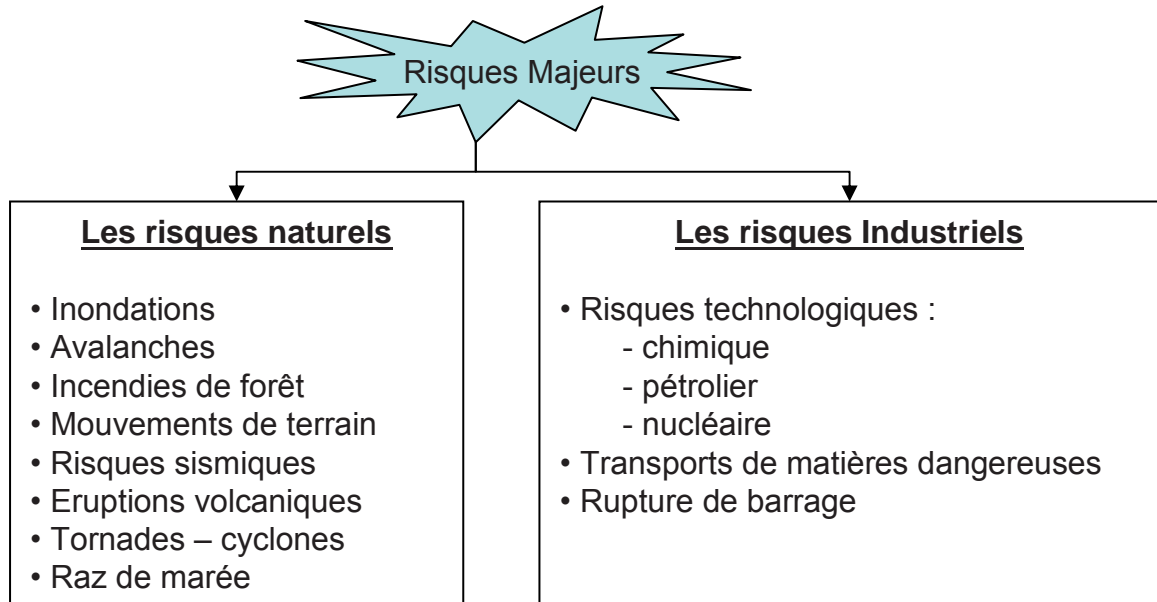 Risques Majeurs
Les risques naturels
• Inondations
• Avalanches
• Incendies de forêt
• Mouvements de terrain
• Risques sismiques
• Eruptions volcaniques
• Tornades – cyclones
• Raz de marée
Les risques Industriels
• Risques technologiques :
- chimique
- pétrolier
- nucléaire
• Transports de matières dangereuses
• Rupture de barrage